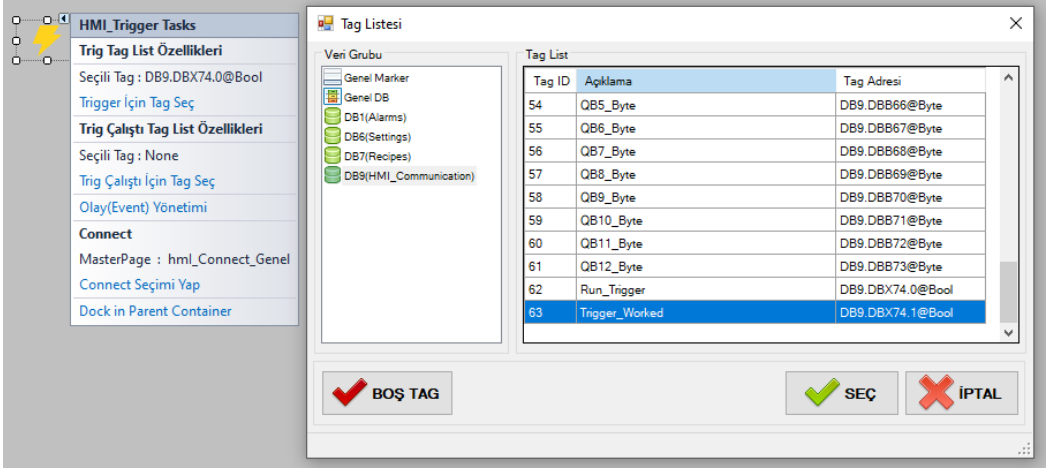 HMI_Trigger Tasks
Trig Tag List Özellikleri
Seçili Tag : DB9.DBX74.0@Bool
Trigger İçin Tag Seç
Trig Çalıştı Tag List Özellikleri
Seçili Tag : None
Trig Çalıştı İçin Tag Seç
Olay(Event) Yönetimi
Connect
MasterPage : hml_Connect_Genel
Connect Seçimi Yap
Dock in Parent Container
Tag Listesi
Veri Grubu
Genel Marker
Genel DB
DB1(Alarms)
DB6(Settings)
DB7(Recipes)
DB9(HMI_Communication)
Tag List
Tag ID Açıklama Tag Adresi
54 QB5_Byte DB9.DBB66@Byte
55 QB6_Byte DB9.DBB67@Byte
56 QB7_Byte DB9.DBB68@Byte
57 QB8_Byte DB9.DBB69@Byte
58 QB9_Byte DB9.DBB70@Byte
59 QB10_Byte DB9.DBB71@Byte
60 QB11_Byte DB9.DBB72@Byte
61 QB12_Byte DB9.DBB73@Byte
62 Run_Trigger DB9.DBX74.0@Bool
63 Trigger_Worked DB9.DBX74.1@Bool
BOŞ TAG
SEÇ
İPTAL